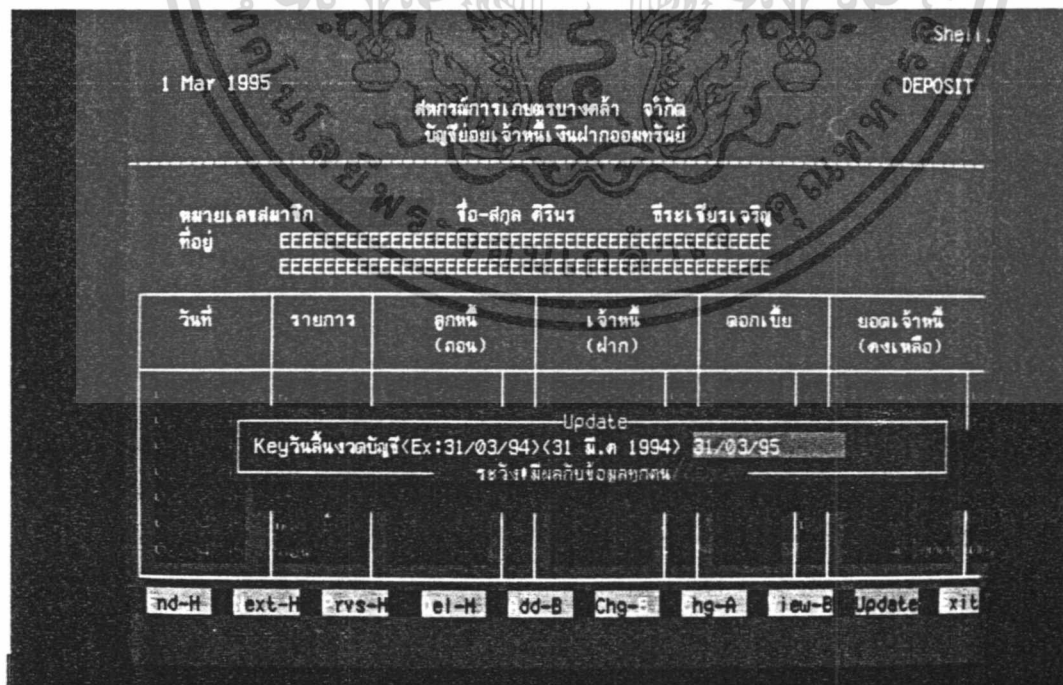 Shell.
1 Mar 1995 DEPOSIT
สหกรณ์การเกษตรบางคล้า จำกัด
บัญชีย่อยเจ้าหนี้เงินฝากออมทรัพย์
หมายเลขสมาชิก ชื่อ-สกุล ศิรินร ธีระเธียรเจริญ
ที่อยู่ EEEEEEEEEEEEEEEEEEEEEEEEEEEEEEEEEEEEEEEEEEEEEEEEEE
EEEEEEEEEEEEEEEEEEEEEEEEEEEEEEEEEEEEEEEEEEEEEEEEEE
วันที่ รายการ ลูกหนี้ เจ้าหนี้ ดอกเบี้ย ยอดเจ้าหนี้
(ถอน) (ฝาก) (คงเหลือ)
Update
Keyวันสิ้นงวดบัญชี(Ex:31/03/94)(31 มี.ค 1994) 31/03/95
ระวัง!มีผลกับข้อมูลทุกคน
nd-H ext-H rvs-H el-H dd-B Chg- hg-A iew-B Update xit